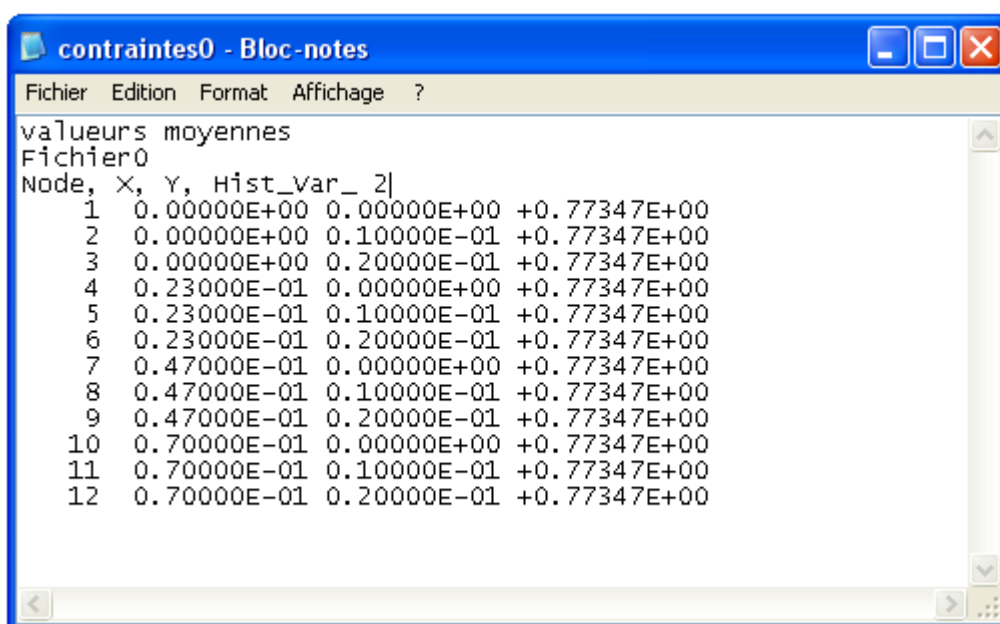 contraintes0 - Bloc-notes
Fichier Edition Format Affichage ?
valueurs moyennes
Fichier0
Node, X, Y, Hist_Var_ 2
1 0.00000E+00 0.00000E+00 +0.77347E+00
2 0.00000E+00 0.10000E-01 +0.77347E+00
3 0.00000E+00 0.20000E-01 +0.77347E+00
4 0.23000E-01 0.00000E+00 +0.77347E+00
5 0.23000E-01 0.10000E-01 +0.77347E+00
6 0.23000E-01 0.20000E-01 +0.77347E+00
7 0.47000E-01 0.00000E+00 +0.77347E+00
8 0.47000E-01 0.10000E-01 +0.77347E+00
9 0.47000E-01 0.20000E-01 +0.77347E+00
10 0.70000E-01 0.00000E+00 +0.77347E+00
11 0.70000E-01 0.10000E-01 +0.77347E+00
12 0.70000E-01 0.20000E-01 +0.77347E+00